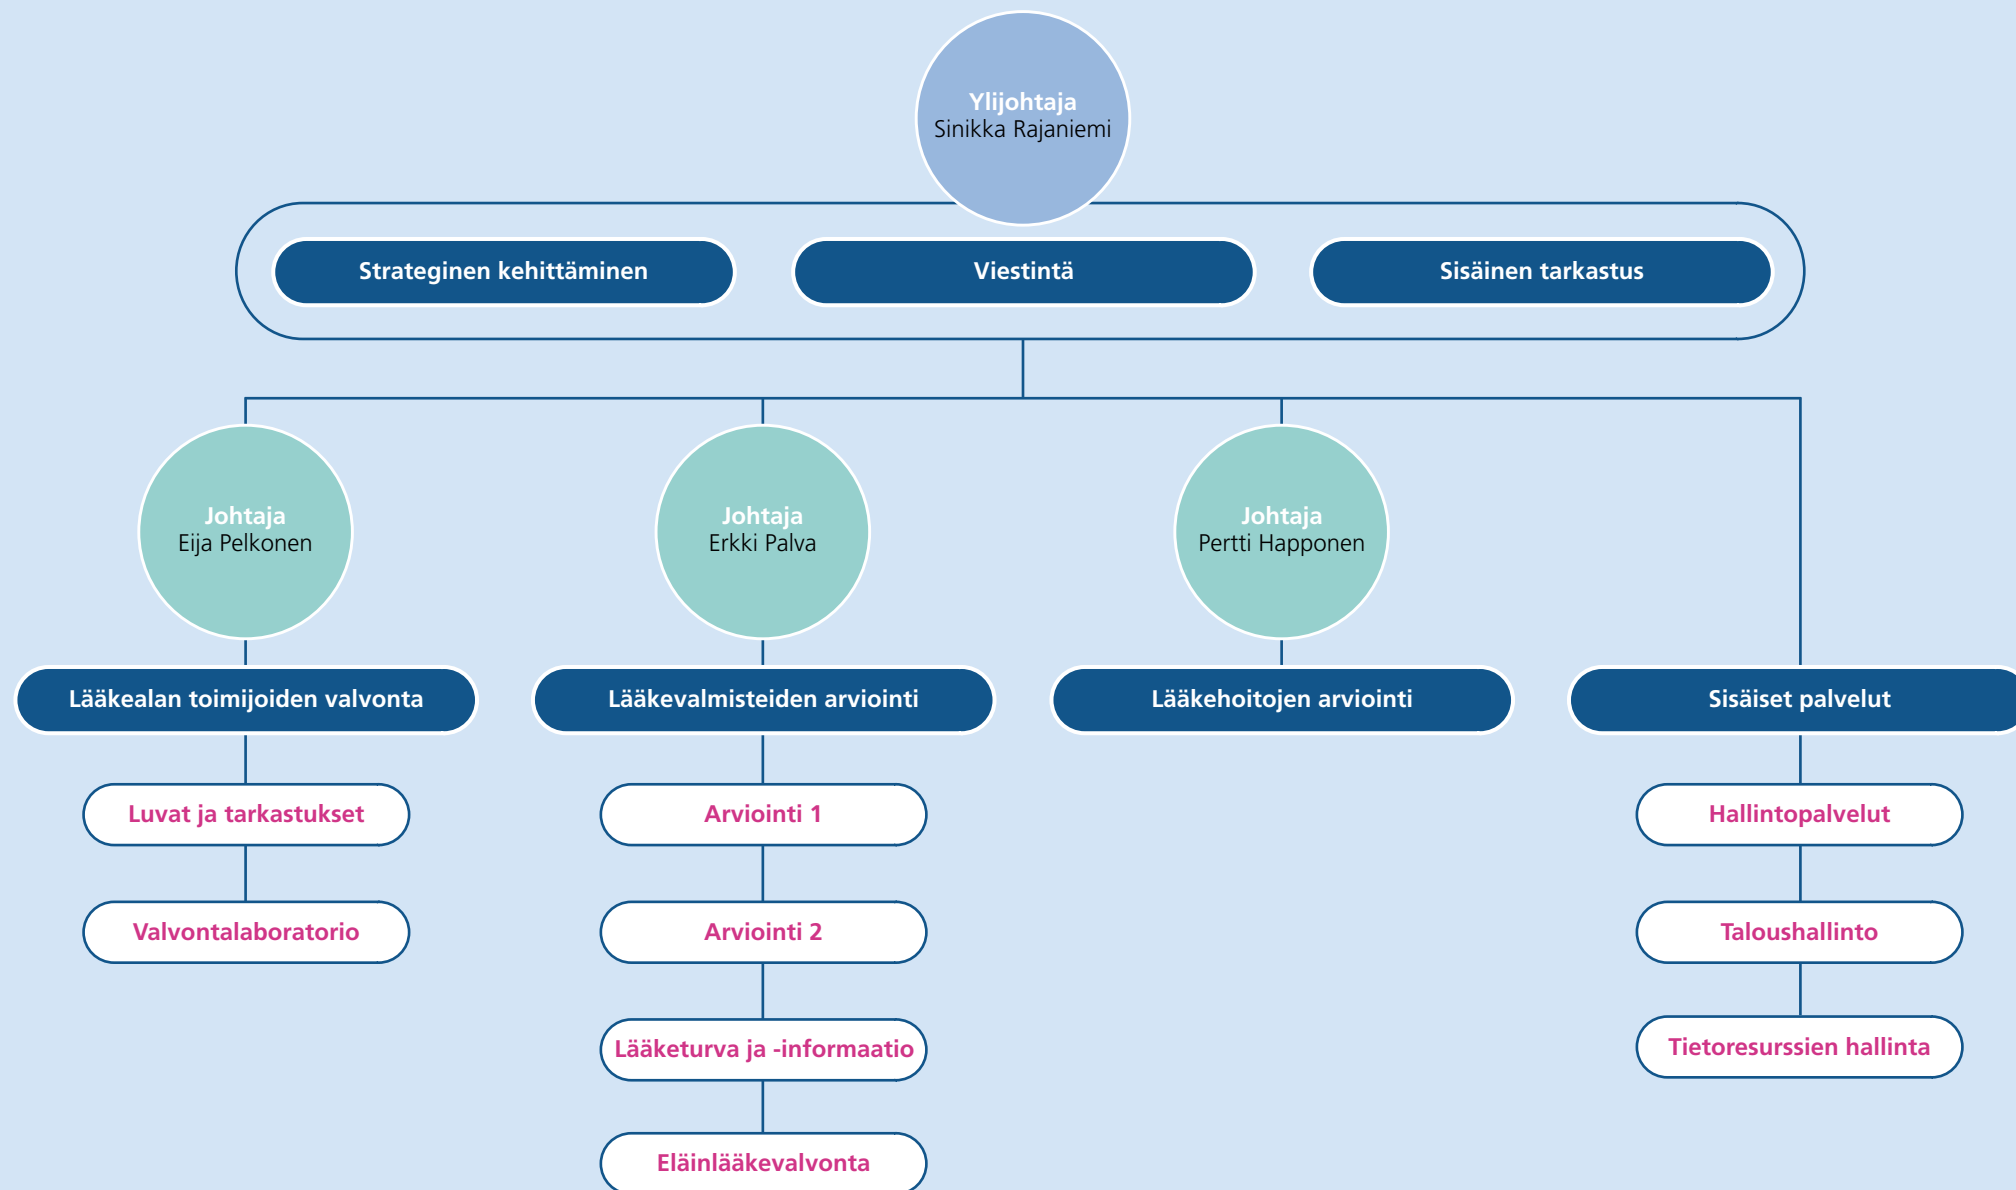 Ylijohtaja
Sinikka Rajaniemi
Strateginen kehittäminen
Viestintä
Sisäinen tarkastus
Johtaja
Eija Pelkonen
Johtaja
Erkki Palva
Johtaja
Pertti Happonen
Lääkealan toimijoiden valvonta
Lääkevalmisteiden arviointi
Lääkehoitojen arviointi
Sisäiset palvelut
Luvat ja tarkastukset
Arviointi 1
Hallintopalvelut
Valvontalaboratorio
Arviointi 2
Taloushallinto
Lääketurva ja -informaatio
Tietoresurssien hallinta
Eläinlääkevalvonta